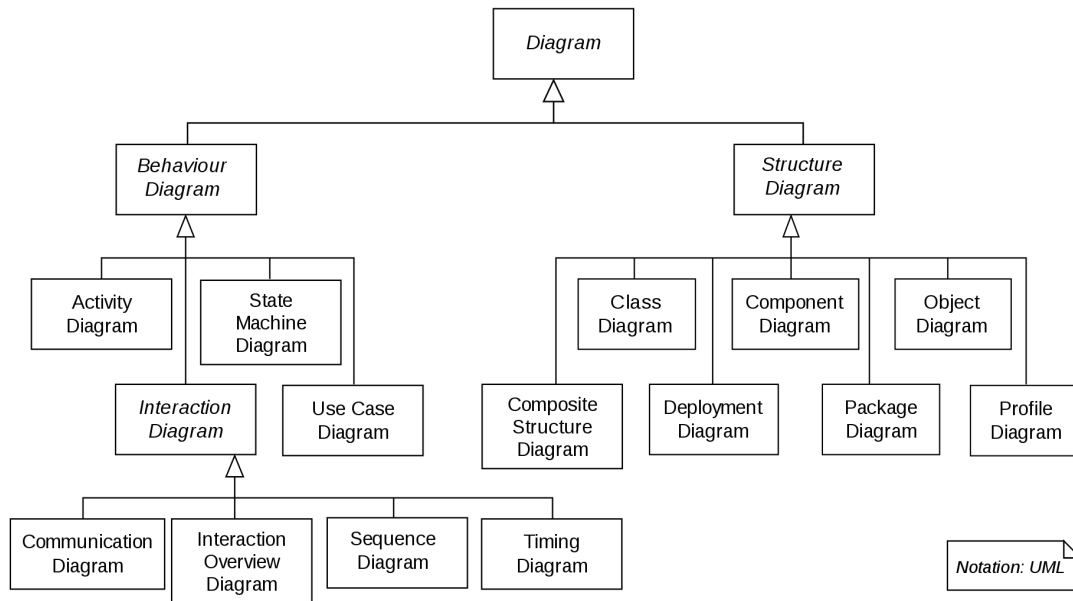 Diagram
Behaviour
Diagram
Structure
Diagram
Activity
Diagram
State
Machine
Diagram
Class
Diagram
Component
Diagram
Object
Diagram
Interaction
Diagram
Use Case
Diagram
Composite
Structure
Diagram
Deployment
Diagram
Package
Diagram
Profile
Diagram
Communication
Diagram
Interaction
Overview
Diagram
Sequence
Diagram
Timing
Diagram
Notation: UML